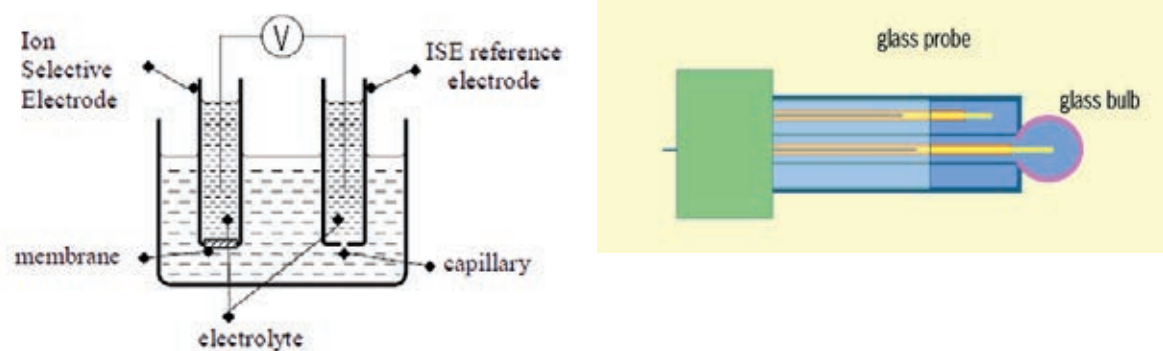 Ion
Selective
Electrode
V
ISE reference
electrode
membrane
capillary
electrolyte
glass probe
glass bulb